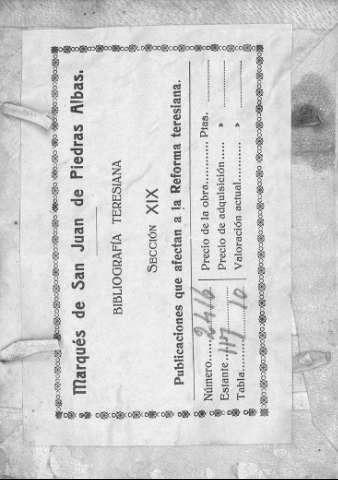 Marqués de San Juan de Piedras Albas.
BIBLIOGRAFÍA TERESIANA
SECCIÓN XIX
Publicaciones que afectan a la Reforma teresiana.
Número...... 2416 Precio de la obra............ Ptas. ............
Estante...... 117 Precio de adquisición...... » ............
Tabla......... 10 Valoración actual............ » ............